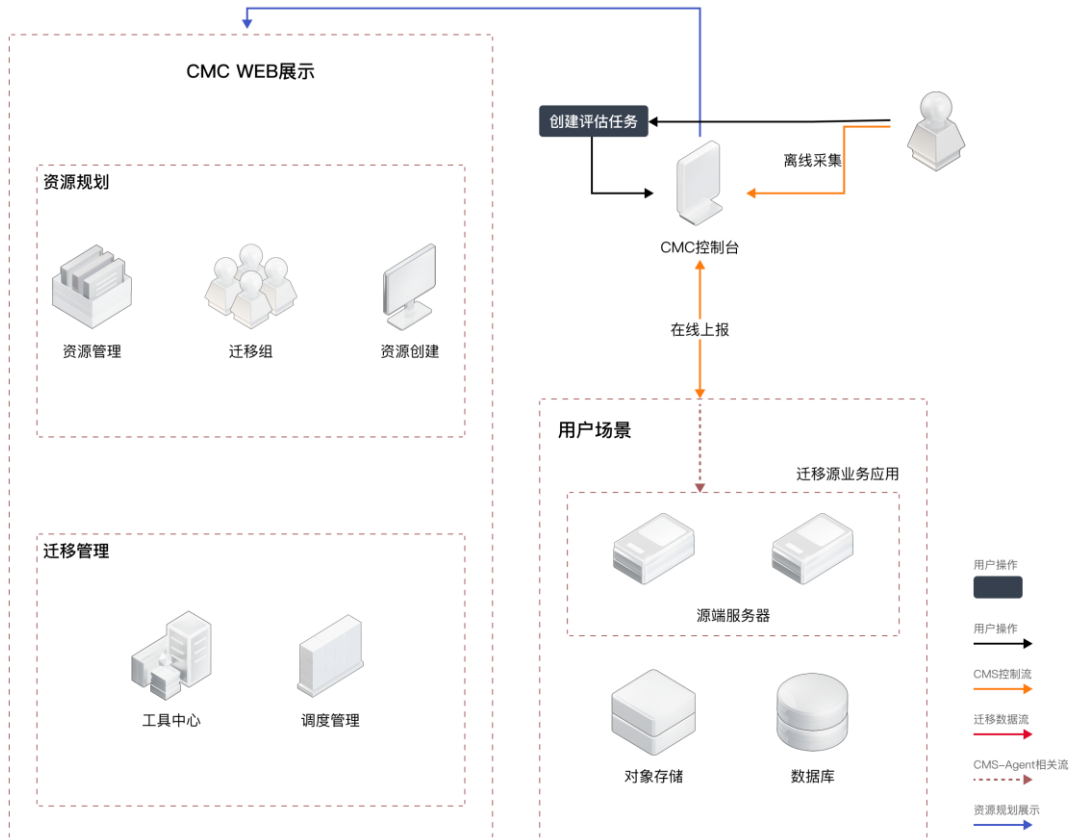 CMC WEB展示
资源规划
资源管理
迁移组
资源创建
迁移管理
工具中心
调度管理
创建评估任务
离线采集
CMC控制台
在线上报
用户场景
迁移源业务应用
源端服务器
对象存储
数据库
用户操作
用户操作
CMS控制流
迁移数据流
CMS-Agent相关流
资源规划展示